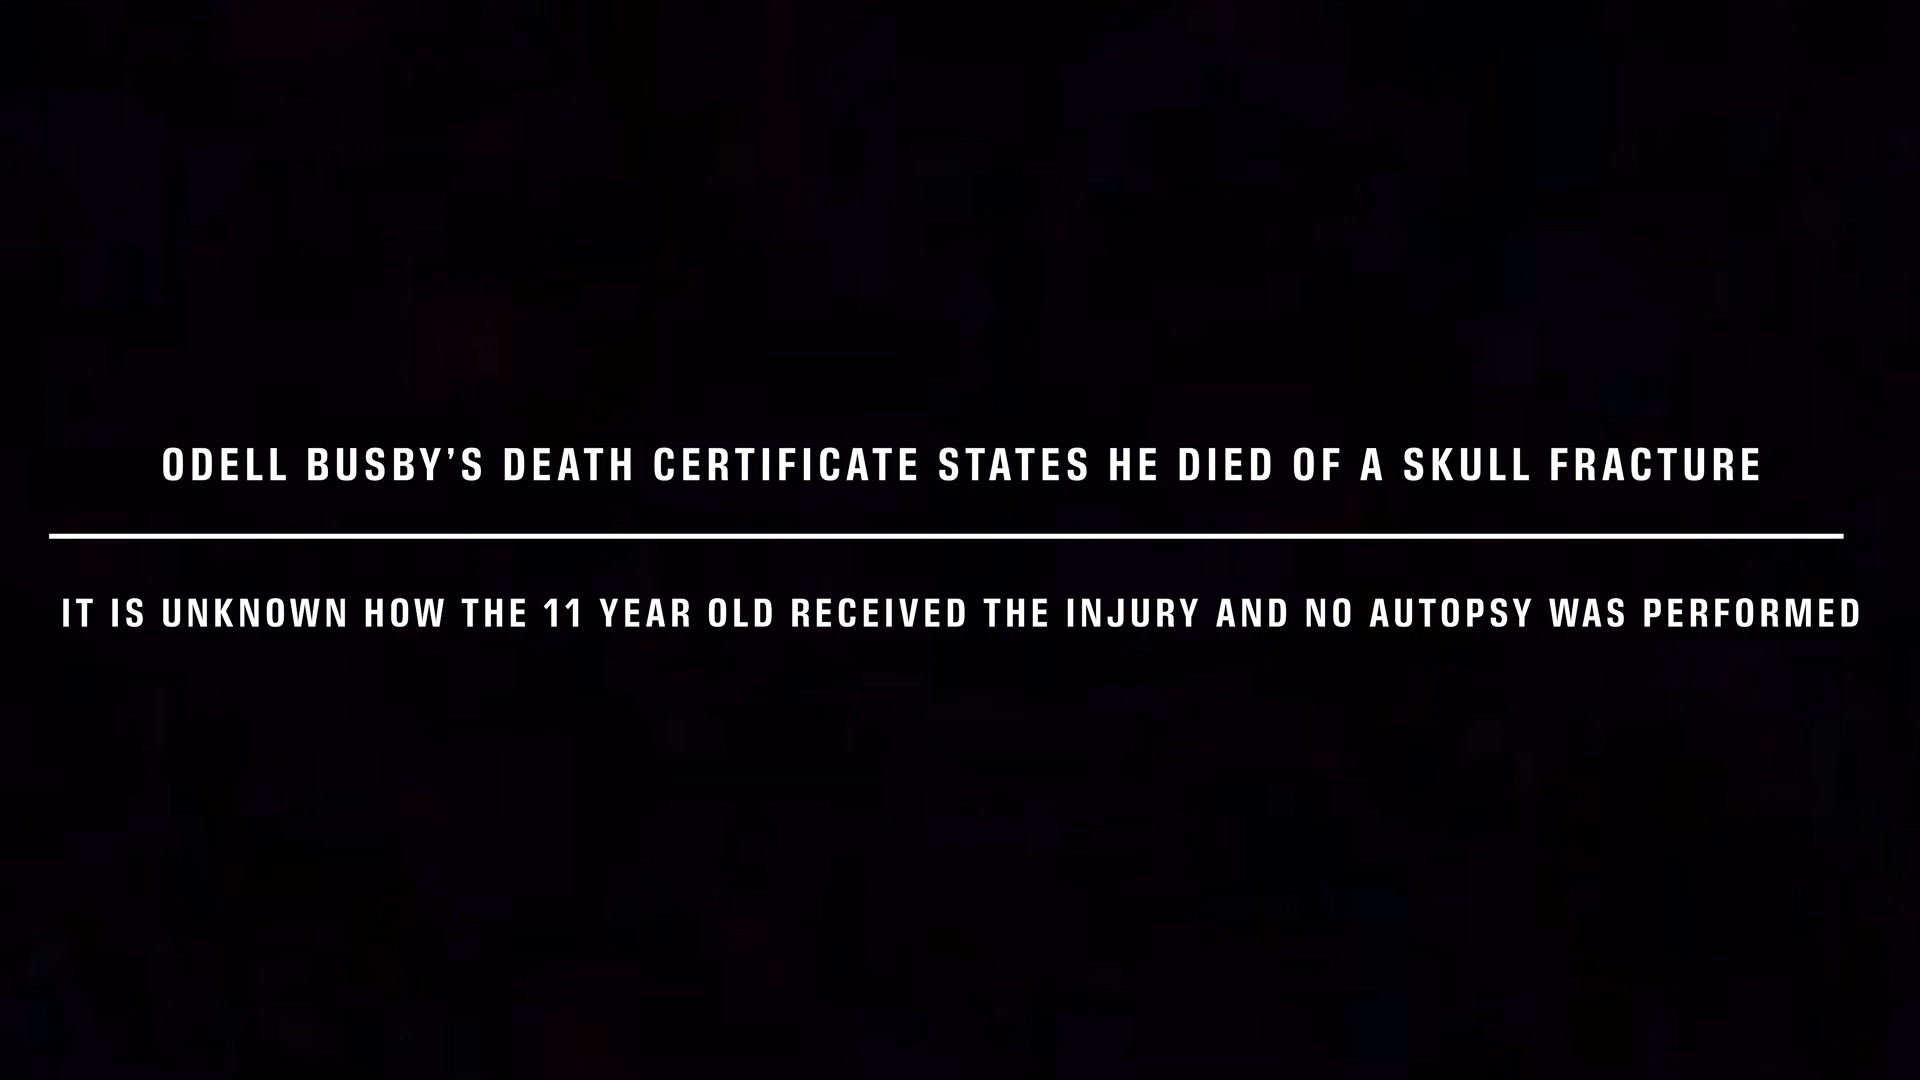 ODELL BUSBY’S DEATH CERTIFICATE STATES HE DIED OF A SKULL FRACTURE
IT IS UNKNOWN HOW THE 11 YEAR OLD RECEIVED THE INJURY AND NO AUTOPSY WAS PERFORMED